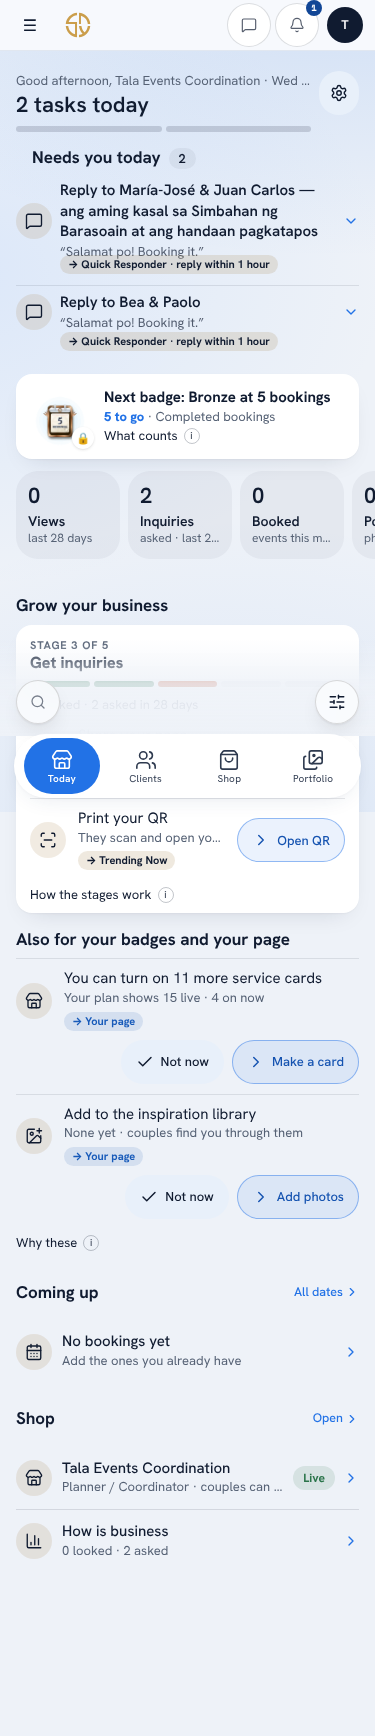 1
T
Good afternoon, Tala Events Coordination · Wed ...
2 tasks today
Needs you today 2
Reply to María-José & Juan Carlos —
ang aming kasal sa Simbahan ng
Barasoain at ang handaan pagkatapos
“Salamat po! Booking it.”
→ Quick Responder · reply within 1 hour
Reply to Bea & Paolo
“Salamat po! Booking it.”
→ Quick Responder · reply within 1 hour
Next badge: Bronze at 5 bookings
5
5 to go · Completed bookings
What counts i
0
Views
last 28 days
2
Inquiries
asked · last 2...
0
Booked
events this m...
0
Grow your business
STAGE 3 OF 5
Get inquiries
2 asked in 28 days
Today
Clients
Shop
Portfolio
Print your QR
They scan and open yo...
→ Trending Now
Open QR
How the stages work i
Also for your badges and your page
You can turn on 11 more service cards
Your plan shows 15 live · 4 on now
→ Your page
Not now
Make a card
Add to the inspiration library
None yet · couples find you through them
→ Your page
Not now
Add photos
Why these i
Coming up
All dates
No bookings yet
Add the ones you already have
Shop
Open
Tala Events Coordination
Planner / Coordinator · couples can ...
Live
How is business
0 looked · 2 asked